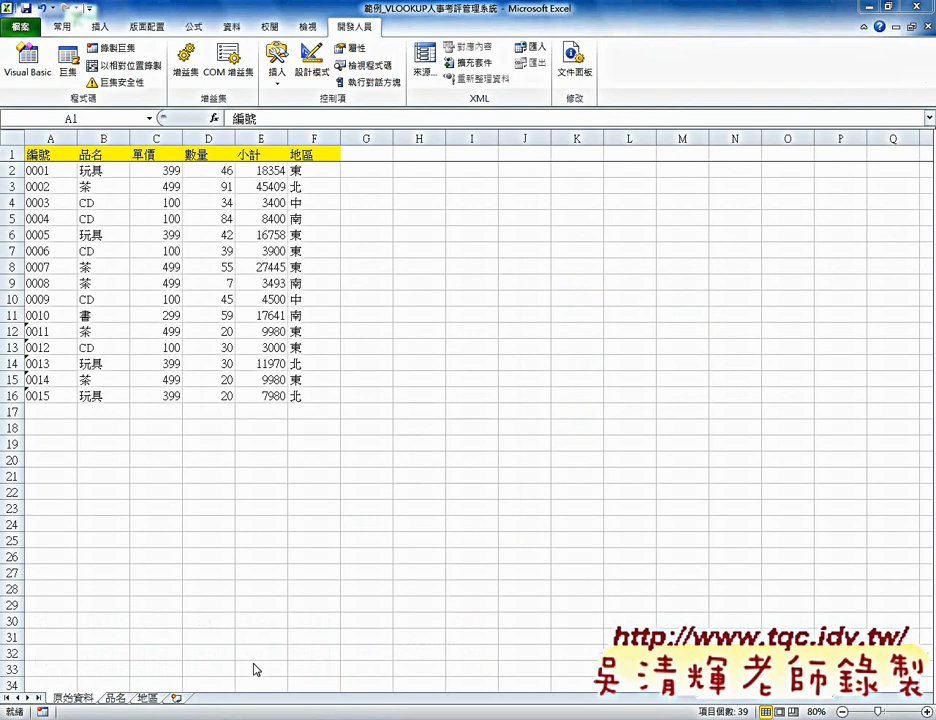 範例_VLOOKUP人事考評管理系統 - Microsoft Excel
檔案 常用 插入 版面配置 公式 資料 校閱 檢視 開發人員
Visual Basic 巨集 錄製巨集 以相對位置錄製 巨集安全性 增益集 COM 增益集 插入 設計模式 屬性 檢視程式碼 執行對話方塊 來源... 對應內容 擴充套件 重新整理資料 匯入 匯出 文件面板
程式碼 增益集 控制項 XML 修改
A1 fx 編號
A B C D E F G H I J K L M N O P Q
1 編號 品名 單價 數量 小計 地區
2 0001 玩具 399 46 18354 東
3 0002 茶 499 91 45409 北
4 0003 CD 100 34 3400 中
5 0004 CD 100 84 8400 南
6 0005 玩具 399 42 16758 東
7 0006 CD 100 39 3900 東
8 0007 茶 499 55 27445 東
9 0008 茶 499 7 3493 南
10 0009 CD 100 45 4500 中
11 0010 書 299 59 17641 南
12 0011 茶 499 20 9980 東
13 0012 CD 100 30 3000 東
14 0013 玩具 399 30 11970 北
15 0014 茶 499 20 9980 東
16 0015 玩具 399 20 7980 北
17
18
19
20
21
22
23
24
25
26
27
28
29
30
31
32
33
34
http://www.tqc.idv.tw/
吳清輝老師錄製
原始資料 品名 地區
就緒 項目個數: 39 80%